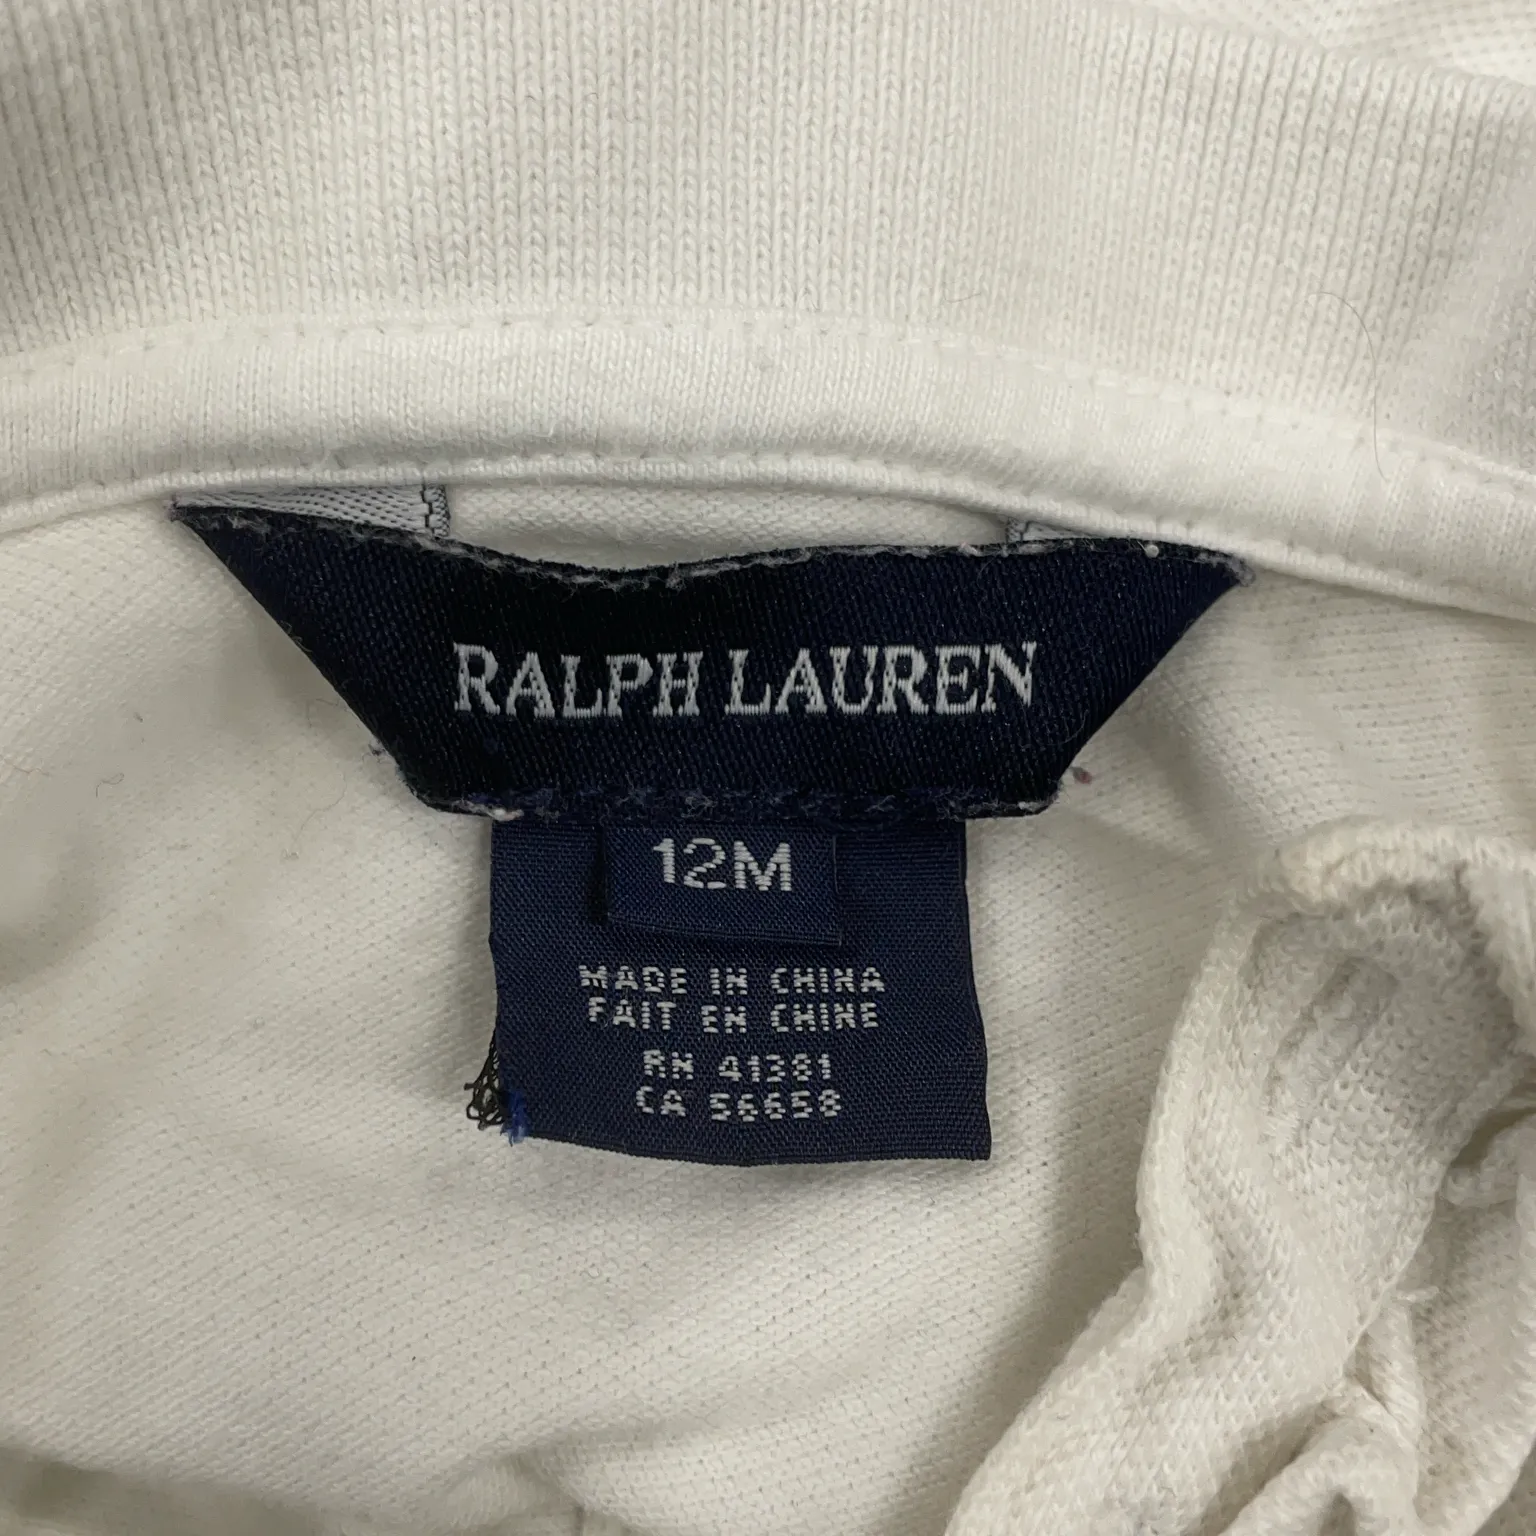 RALPH LAUREN
12M
MADE IN CHINA
FAIT EN CHINE
RN 41381
CA 56658